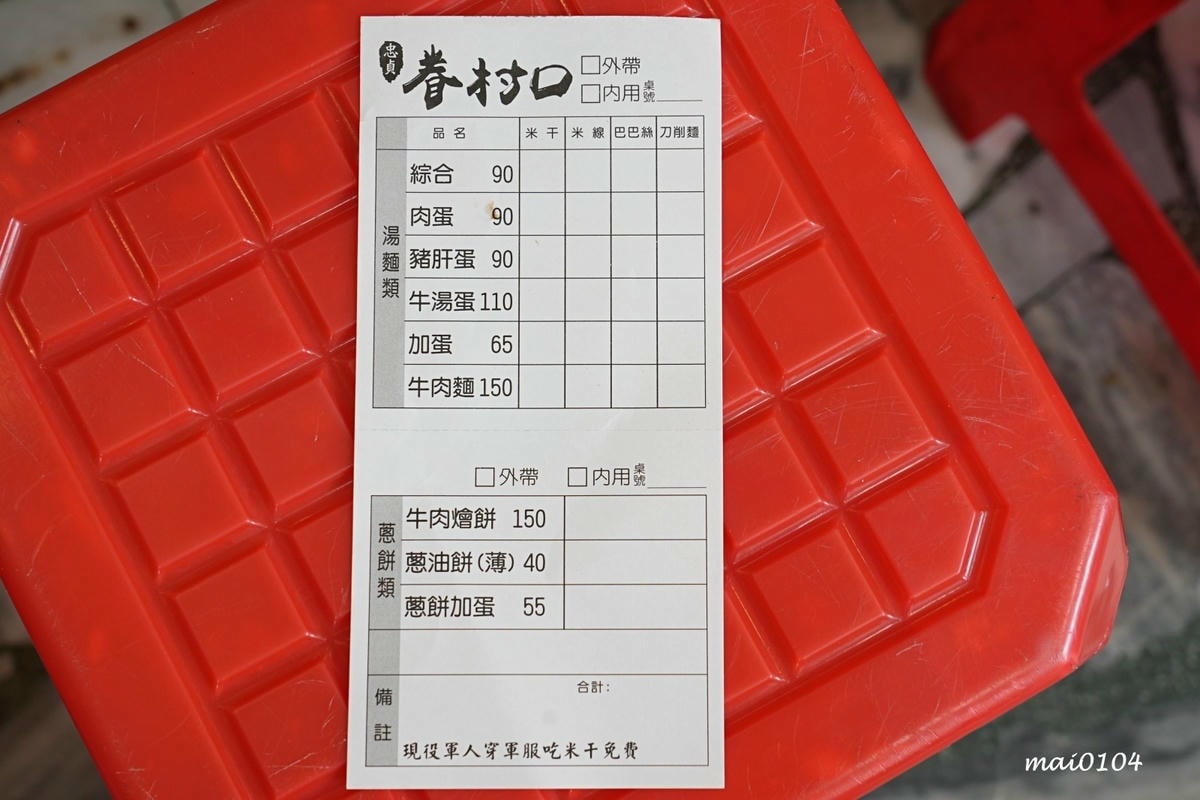 忠貞
眷村口
□外帶
□内用桌號
品名 米干 米線 巴巴絲 刀削麵
湯麵類
綜合 90
肉蛋 90
豬肝蛋 90
牛湯蛋 110
加蛋 65
牛肉麵 150
□外帶 □内用桌號
蔥餅類
牛肉燴餅 150
蔥油餅(薄) 40
蔥餅加蛋 55
備註
合計:
現役軍人穿軍服吃米干免費
mai0104